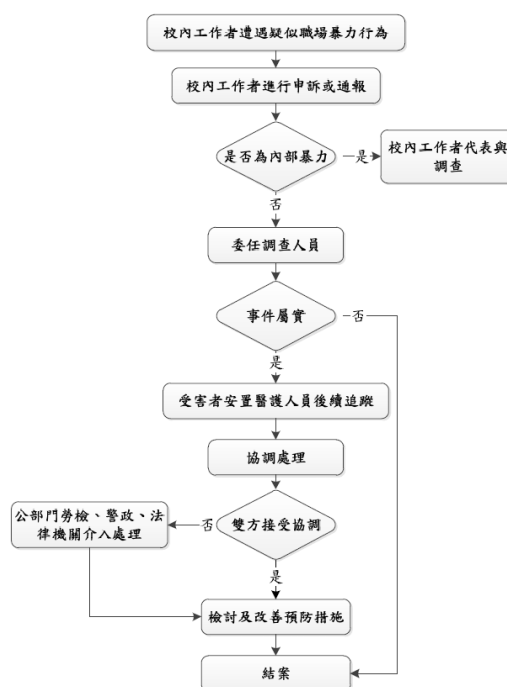 校內工作者遭遇疑似職場暴力行為
校內工作者進行申訴或通報
是否為內部暴力
是
校內工作者代表與
調查
否
委任調查人員
事件屬實
否
是
受害者安置醫護人員後續追蹤
協調處理
雙方接受協調
否
公部門勞檢、警政、法
律機關介入處理
是
檢討及改善預防措施
結案